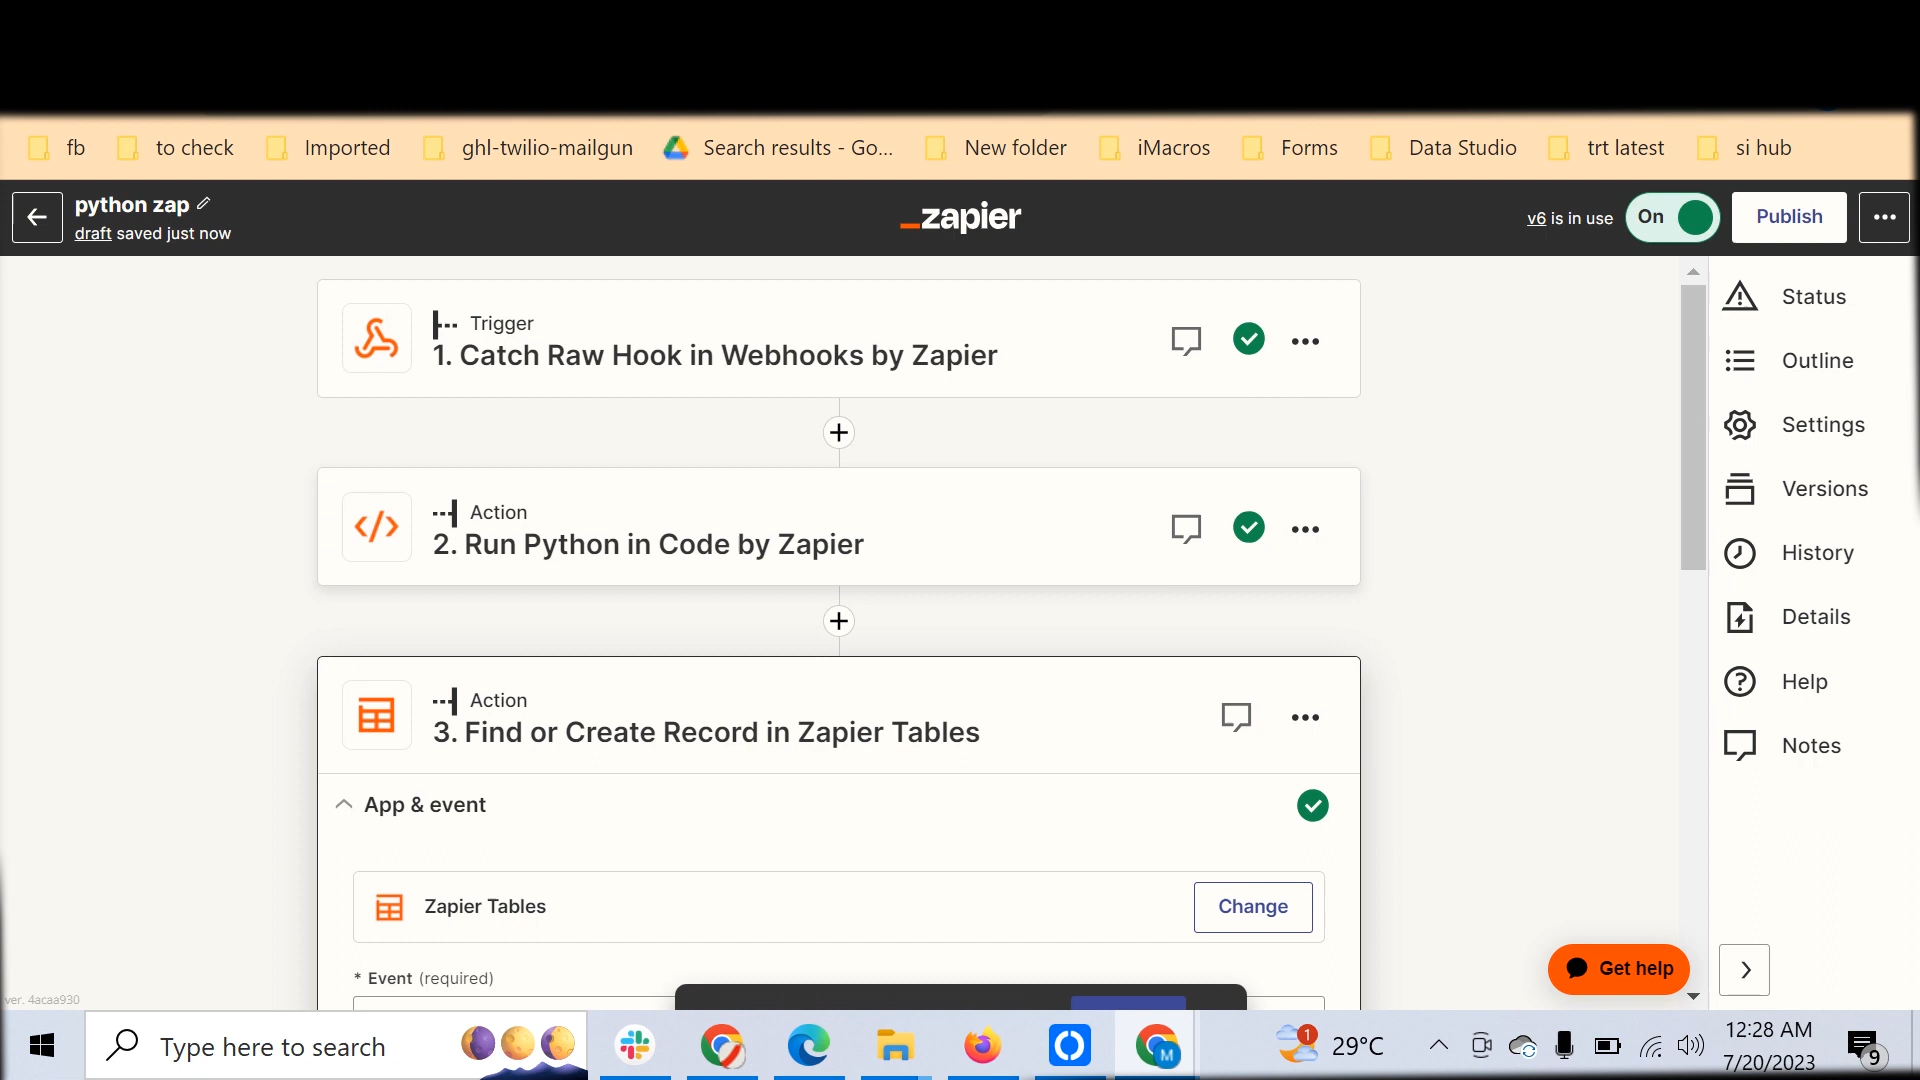 fb to check Imported ghl-twilio-mailgun Search results - Go... New folder iMacros Forms Data Studio trt latest si hub
python zap
draft saved just now
_zapier
v6 is in use On Publish
Trigger
1. Catch Raw Hook in Webhooks by Zapier
Action
2. Run Python in Code by Zapier
Action
3. Find or Create Record in Zapier Tables
App & event
Zapier Tables Change
* Event (required)
Status
Outline
Settings
Versions
History
Details
Help
Notes
Get help
ver. 4acaa930
Type here to search
M
1
29°C
12:28 AM
7/20/2023
9